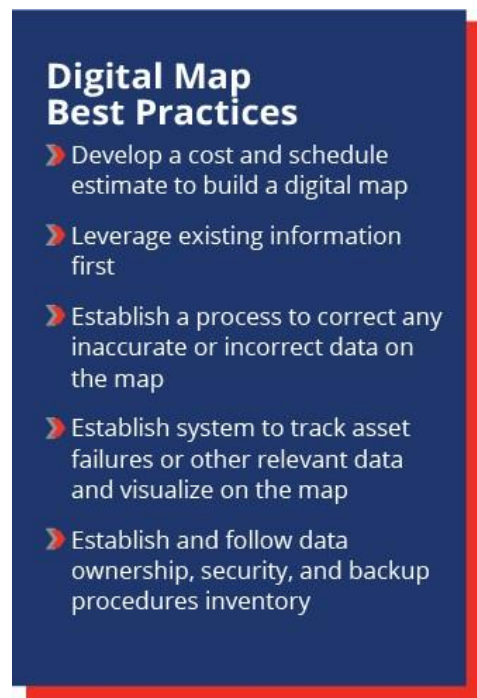 Digital Map
Best Practices
Develop a cost and schedule
estimate to build a digital map
Leverage existing information
first
Establish a process to correct any
inaccurate or incorrect data on
the map
Establish system to track asset
failures or other relevant data
and visualize on the map
Establish and follow data
ownership, security, and backup
procedures inventory